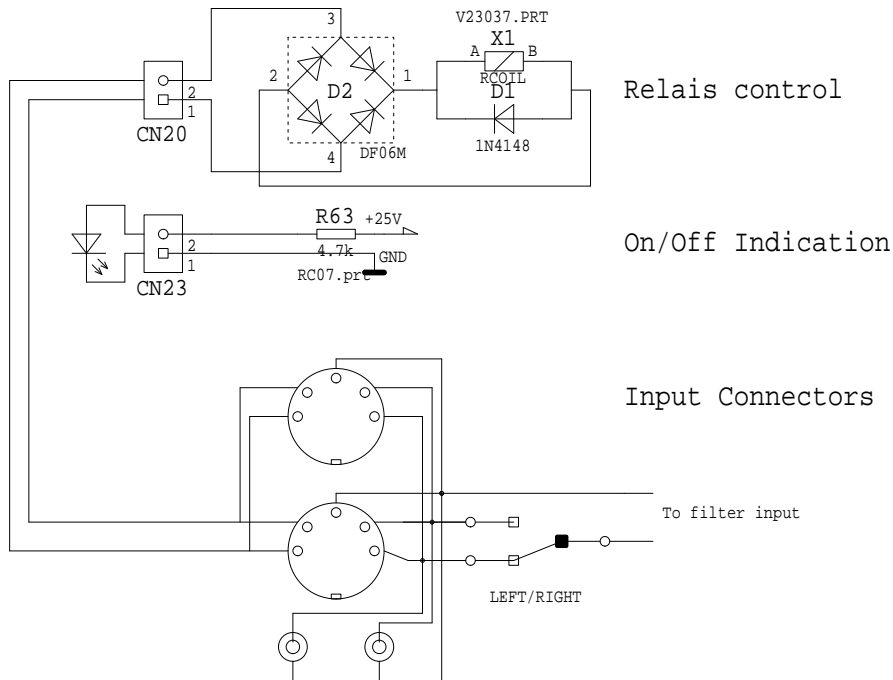 3
V23037.PRT
X1
A
B
RCOIL
2
1
D2
D1
Relais control
2
1
CN20
1N4148
4
DF06M
R63
+25V
2
1
4.7k
GND
On/Off Indication
RC07.prt
CN23
Input Connectors
To filter input
LEFT/RIGHT